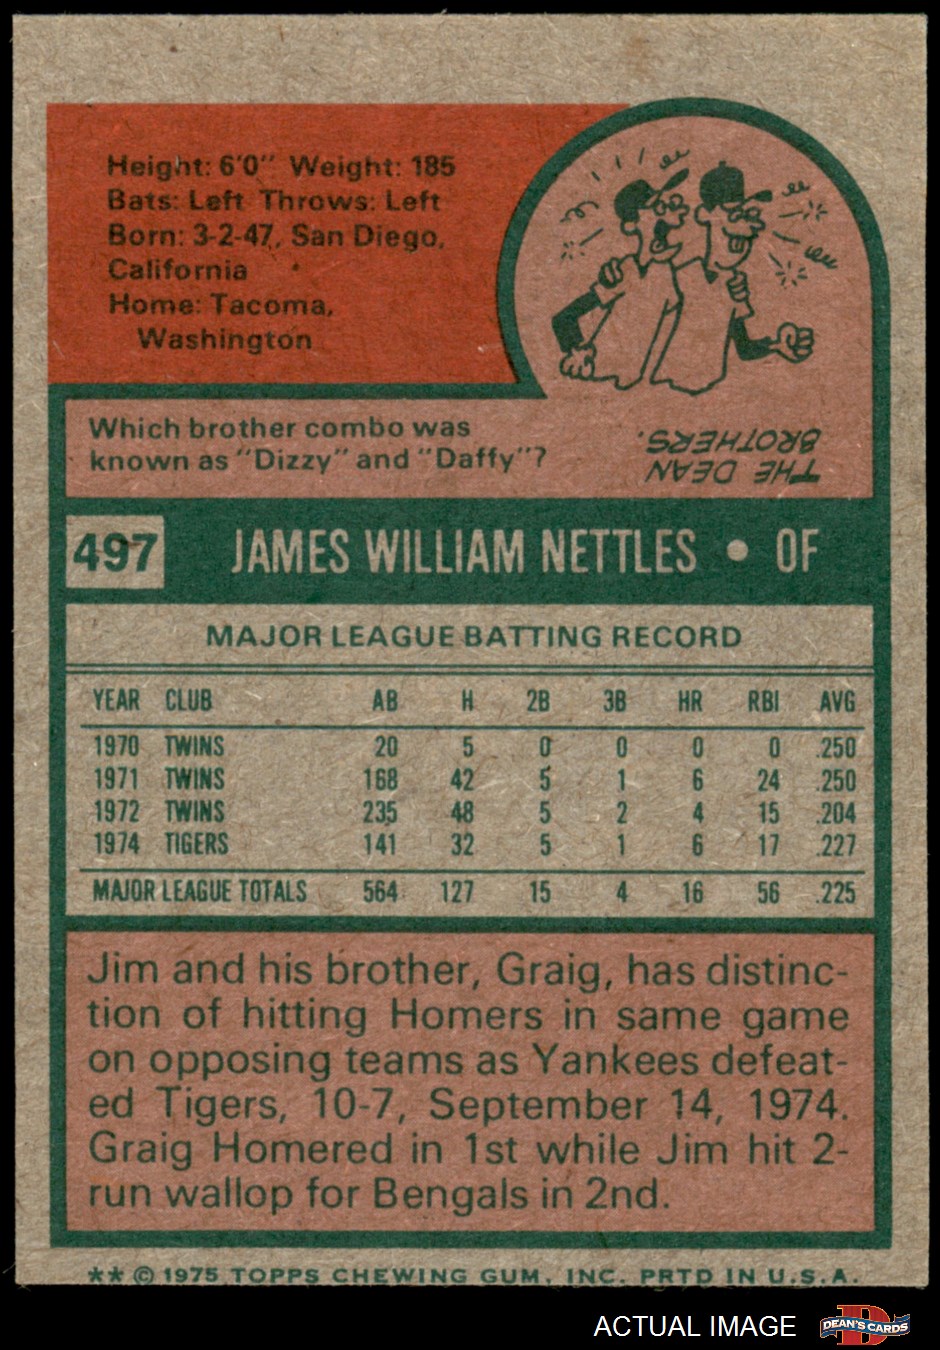 Height: 6'0" Weight: 185
Bats: Left Throws: Left
Born: 3-2-47, San Diego,
California
Home: Tacoma,
Washington
Which brother combo was
known as "Dizzy" and "Daffy"?
THE DEAN
BROTHERS.
497 JAMES WILLIAM NETTLES • OF
MAJOR LEAGUE BATTING RECORD
YEAR CLUB AB H 2B 3B HR RBI AVG
1970 TWINS 20 5 0 0 0 0 .250
1971 TWINS 168 42 5 1 6 24 .250
1972 TWINS 235 48 5 2 4 15 .204
1974 TIGERS 141 32 5 1 6 17 .227
MAJOR LEAGUE TOTALS 564 127 15 4 16 56 .225
Jim and his brother, Graig, has distinc-
tion of hitting Homers in same game
on opposing teams as Yankees defeat-
ed Tigers, 10-7, September 14, 1974.
Graig Homered in 1st while Jim hit 2-
run wallop for Bengals in 2nd.
** © 1975 TOPPS CHEWING GUM, INC. PRTD IN U.S.A.
ACTUAL IMAGE
DEAN'S CARDS